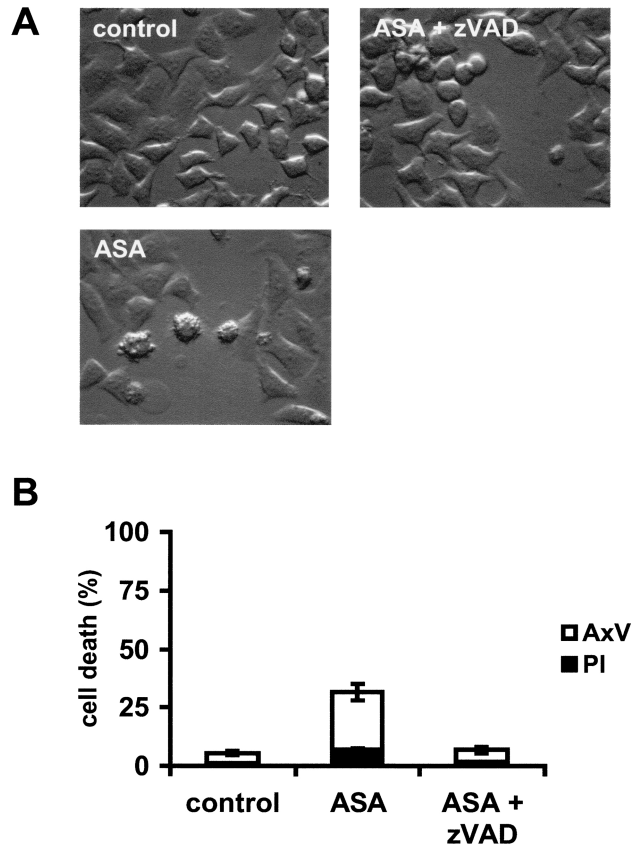 A
control
ASA + zVAD
ASA
B
100
75
50
25
0
cell death (%)
AxV
PI
control
ASA
ASA +
zVAD